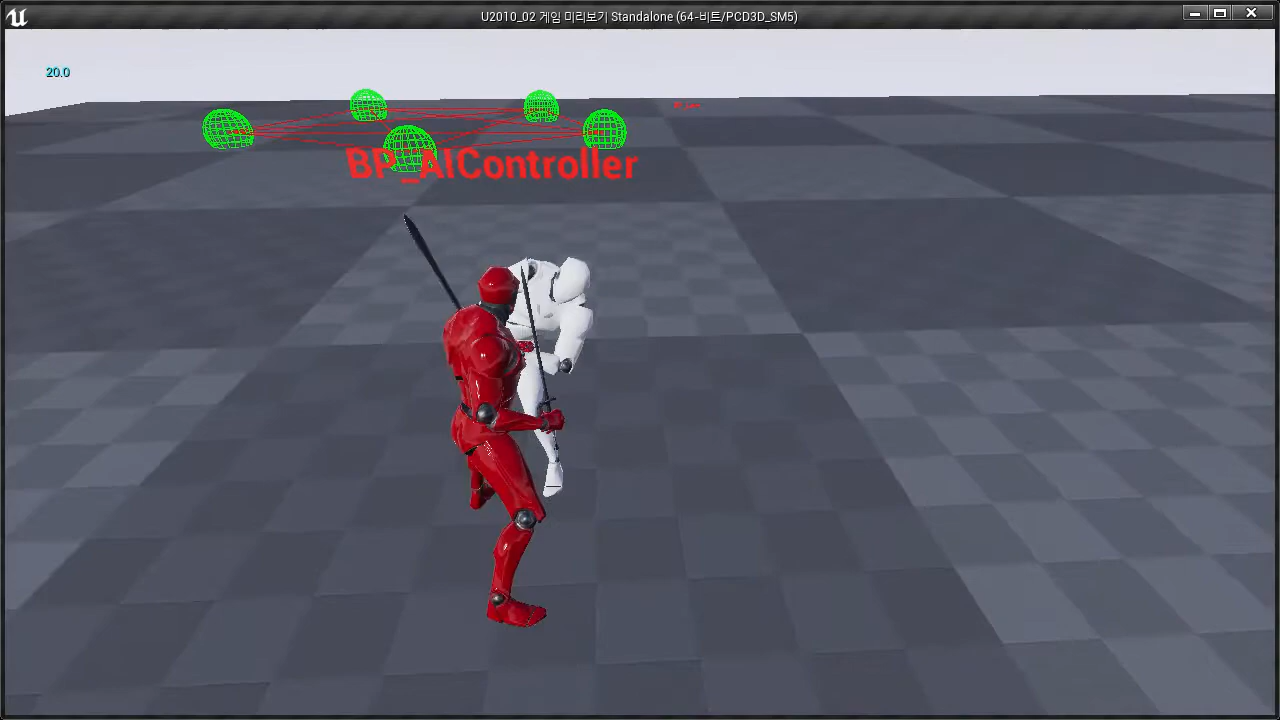 U2010_02 게임 미리보기 Standalone (64-비트/PCD3D_SM5)
20.0
BP_AIController